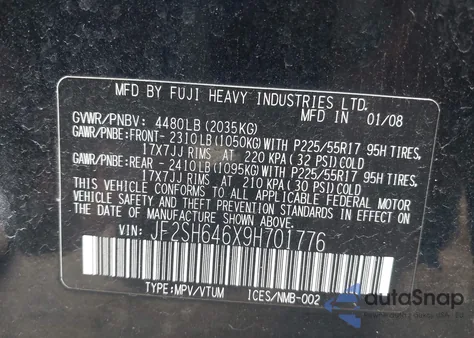 MFD BY FUJI HEAVY INDUSTRIES LTD.
GVWR/PNBV: 4480LB(2035KG) IN 01/08
GAWR/PNBE:FRONT-2310LB(1050KG) WITH P225/55R17 95H TIRES,
17X7JJ RIMS AT 220 KPA(32 PSI)COLD
GAWR/PNBE:REAR -2410LB(1095KG) WITH P225/55R17 95H TIRES,
17X7JJ RIMS AT 210 KPA(30 PSI)COLD
THIS VEHICLE CONFORMS TO ALL APPLICABLE FEDERAL MOTOR
VEHICLE SAFETY, BUMPER, AND THEFT PREVENTION STANDARDS
IN EFFECT ON THE DATE OF MANUFACTURE SHOWN ABOVE.
VIN: JF2SH646X9H701776
TYPE:MPV/VTUM ICES/NMB-002
autoSnap